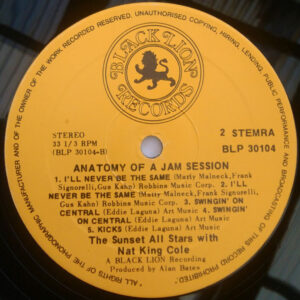 BLACK LION
RECORDS
STEREO
33 1/3 RPM
(BLP 30104-B)
2 STEMRA
BLP 30104
ANATOMY OF A JAM SESSION
1. I'LL NEVER BE THE SAME (Marty Malneck,
Frank Signorelli, Gus Kahn) Robbins Music Corp. 2. I'LL
NEVER BE THE SAME (Marty Malneck, Frank
Signorelli, Gus Kahn) Robbins Music Corp. 3. SWINGIN' ON
CENTRAL (Eddie Laguna) Art Music 4. SWINGIN'
ON CENTRAL (Eddie Laguna) Art Music
5. KICKS (Eddie Laguna) Art Music
The Sunset All Stars with
Nat King Cole
A BLACK LION Recording
Produced by Alan Bates
ALL RIGHTS OF THE PHONOGRAPHIC MANUFACTURER AND OF THE OWNER OF THE WORK RECORDED RESERVED. UNAUTHORISED COPYING, HIRING, LENDING, PUBLIC PERFORMANCE AND BROADCASTING OF THIS RECORD PROHIBITED.